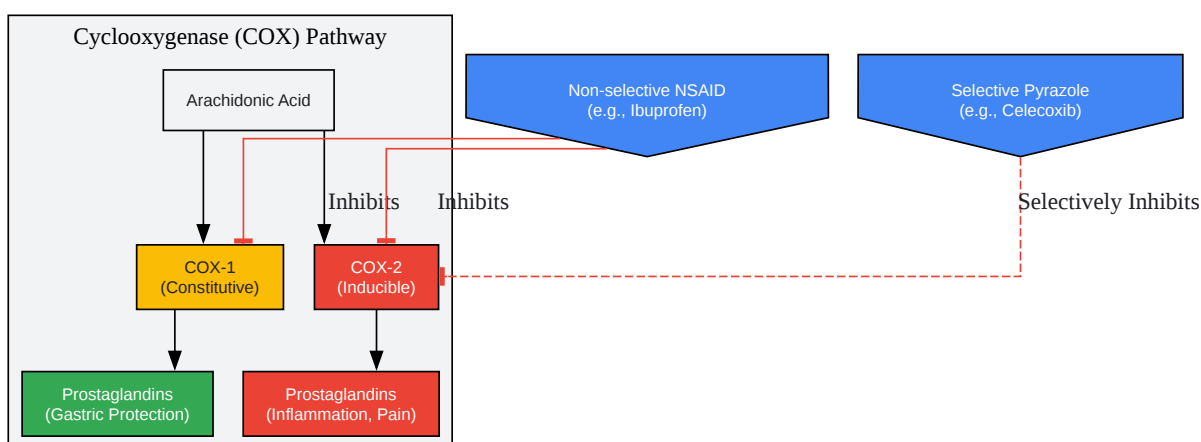 Cyclooxygenase (COX) Pathway
Arachidonic Acid
Non-selective NSAID
(e.g., Ibuprofen)
Selective Pyrazole
(e.g., Celecoxib)
Inhibits
Inhibits
Selectively Inhibits
COX-1
(Constitutive)
COX-2
(Inducible)
Prostaglandins
(Gastric Protection)
Prostaglandins
(Inflammation, Pain)